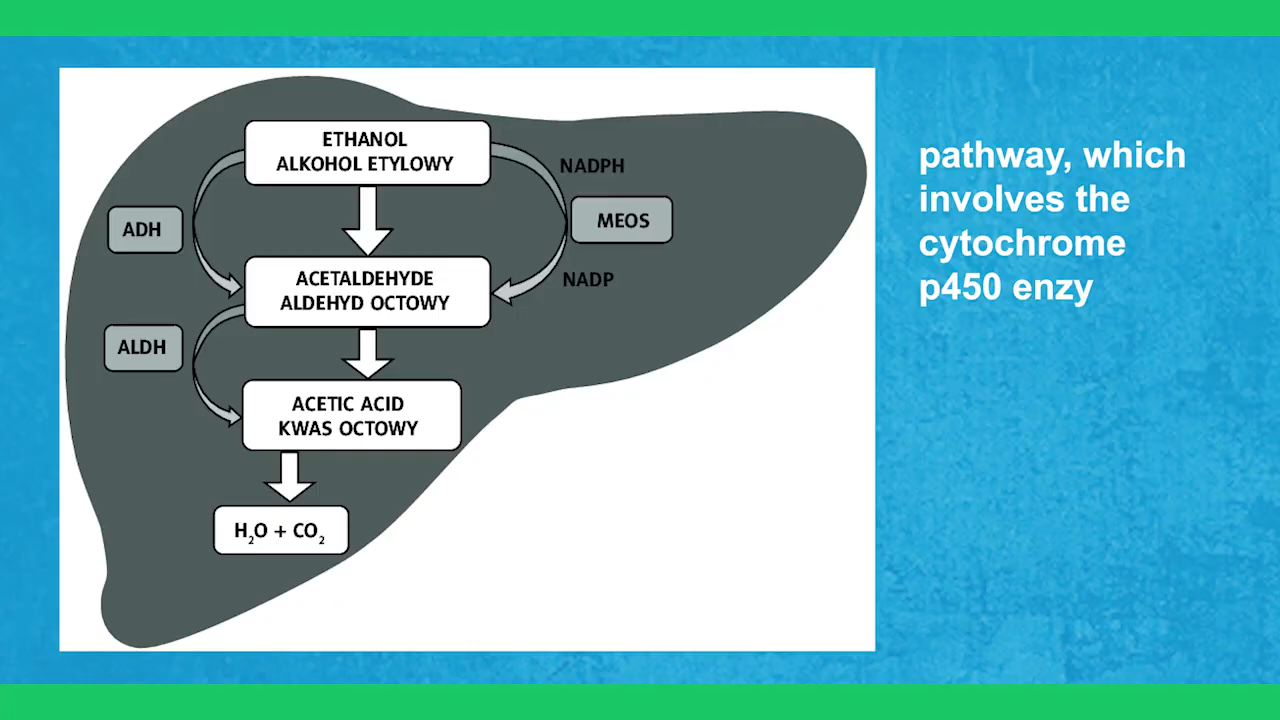 ETHANOL
ALKOHOL ETYLOWY
NADPH
ADH
MEOS
ACETALDEHYDE
ALDEHYD OCTOWY
NADP
ALDH
ACETIC ACID
KWAS OCTOWY
H₂O + CO₂
pathway, which
involves the
cytochrome
p450 enzy